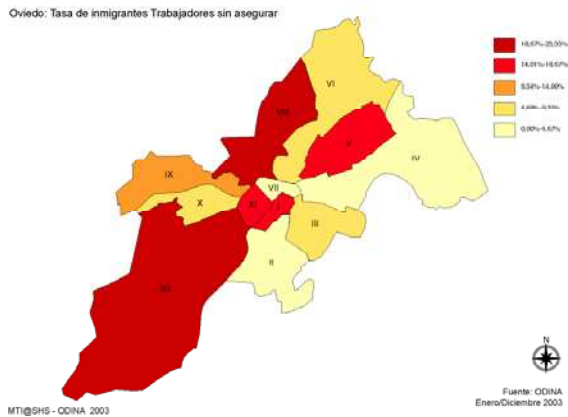 Oviedo: Tasa de inmigrantes Trabajadores sin asegurar
VI
VIII
V
IV
IX
VII
X
XI
I
III
II
XII
N
Fuente: ODINA
Enero/Diciembre 2003
MTI@SHS - ODINA 2003